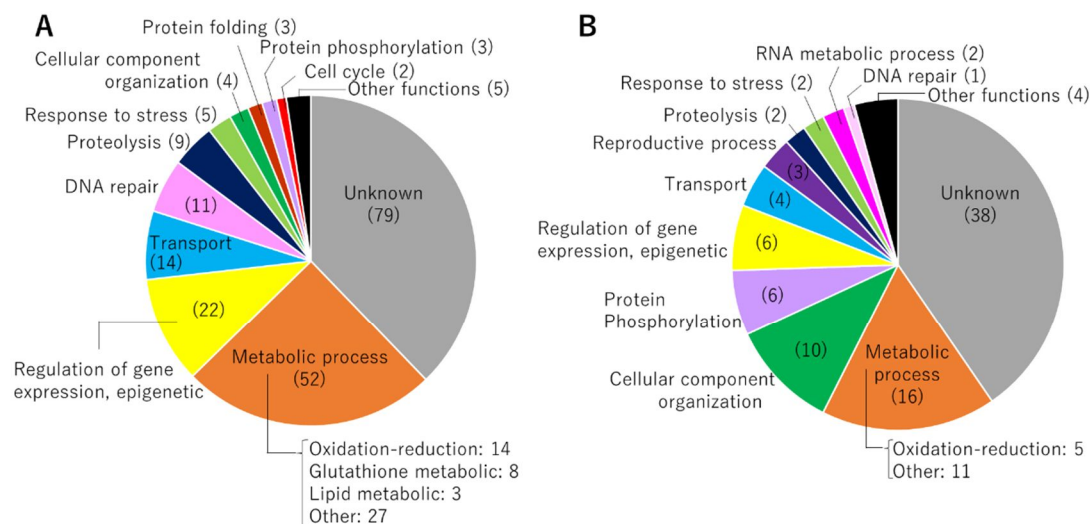 A
Protein folding (3)
Protein phosphorylation (3)
Cellular component
organization (4)
Cell cycle (2)
Other functions (5)
Response to stress (5)
Proteolysis (9)
DNA repair
(11)
Transport
(14)
(22)
Regulation of gene
expression, epigenetic
Unknown
(79)
Metabolic process
(52)
Oxidation-reduction: 14
Glutathione metabolic: 8
Lipid metabolic: 3
Other: 27
B
RNA metabolic process (2)
Response to stress (2)
DNA repair (1)
Other functions (4)
Proteolysis (2)
Reproductive process
(3)
Transport
(4)
Regulation of gene
expression, epigenetic
(6)
Protein
Phosphorylation
(6)
(10)
Cellular component
organization
Unknown
(38)
Metabolic
process
(16)
Oxidation-reduction: 5
Other: 11